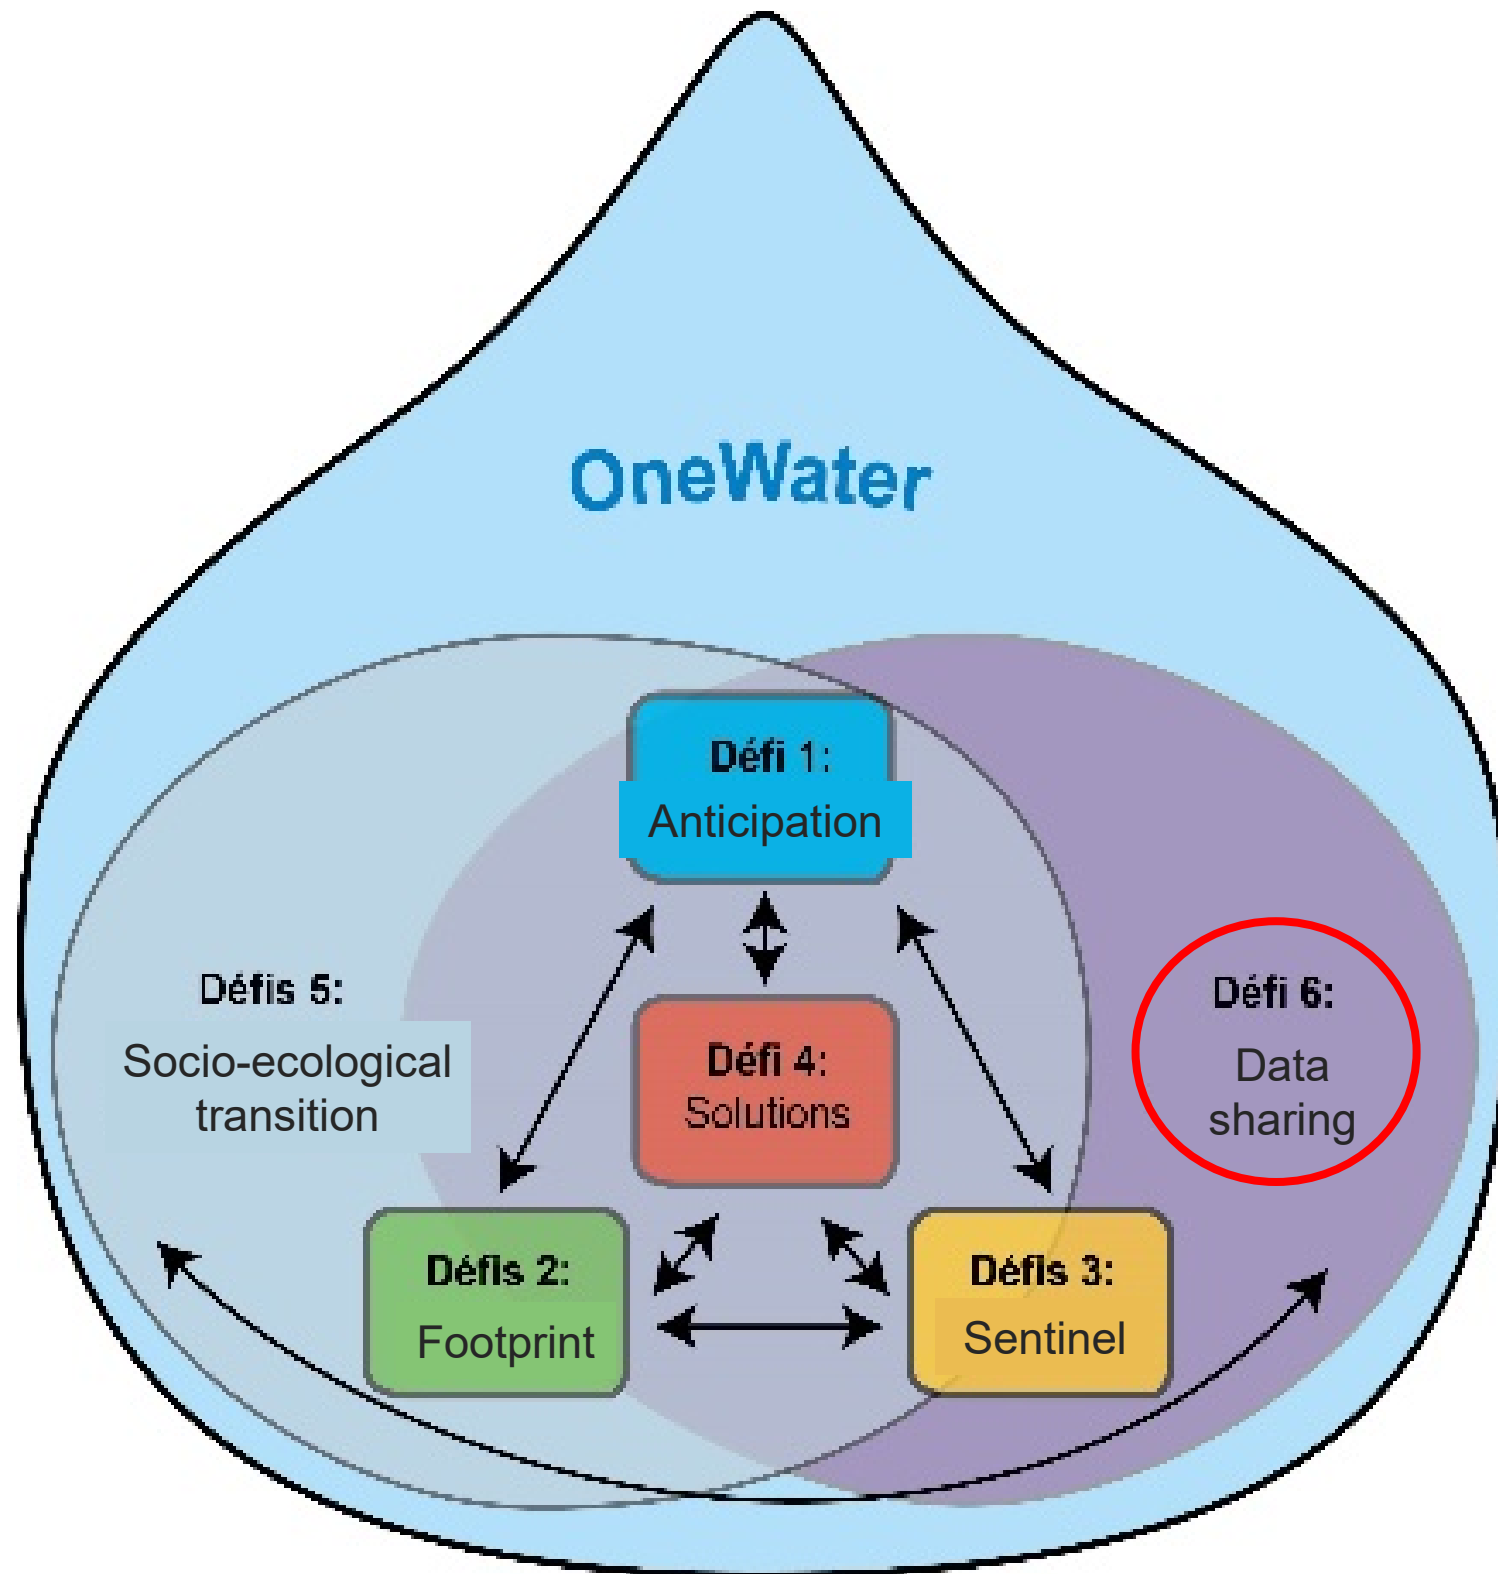 OneWater
Défi 1:
Anticipation
Défis 5:
Socio-ecological
transition
Défi 4:
Solutions
Défi 6:
Data
sharing
Défis 2:
Footprint
Défis 3:
Sentinel